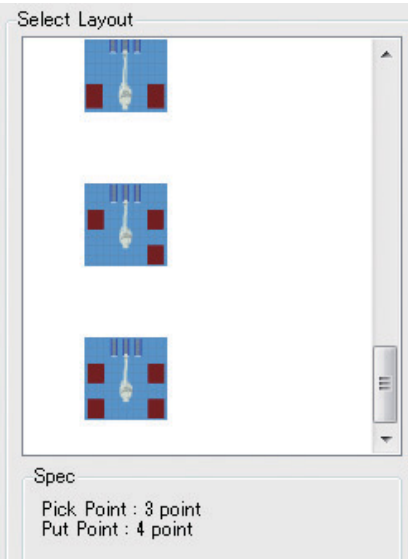 Select Layout
Spec
Pick Point : 3 point
Put Point : 4 point